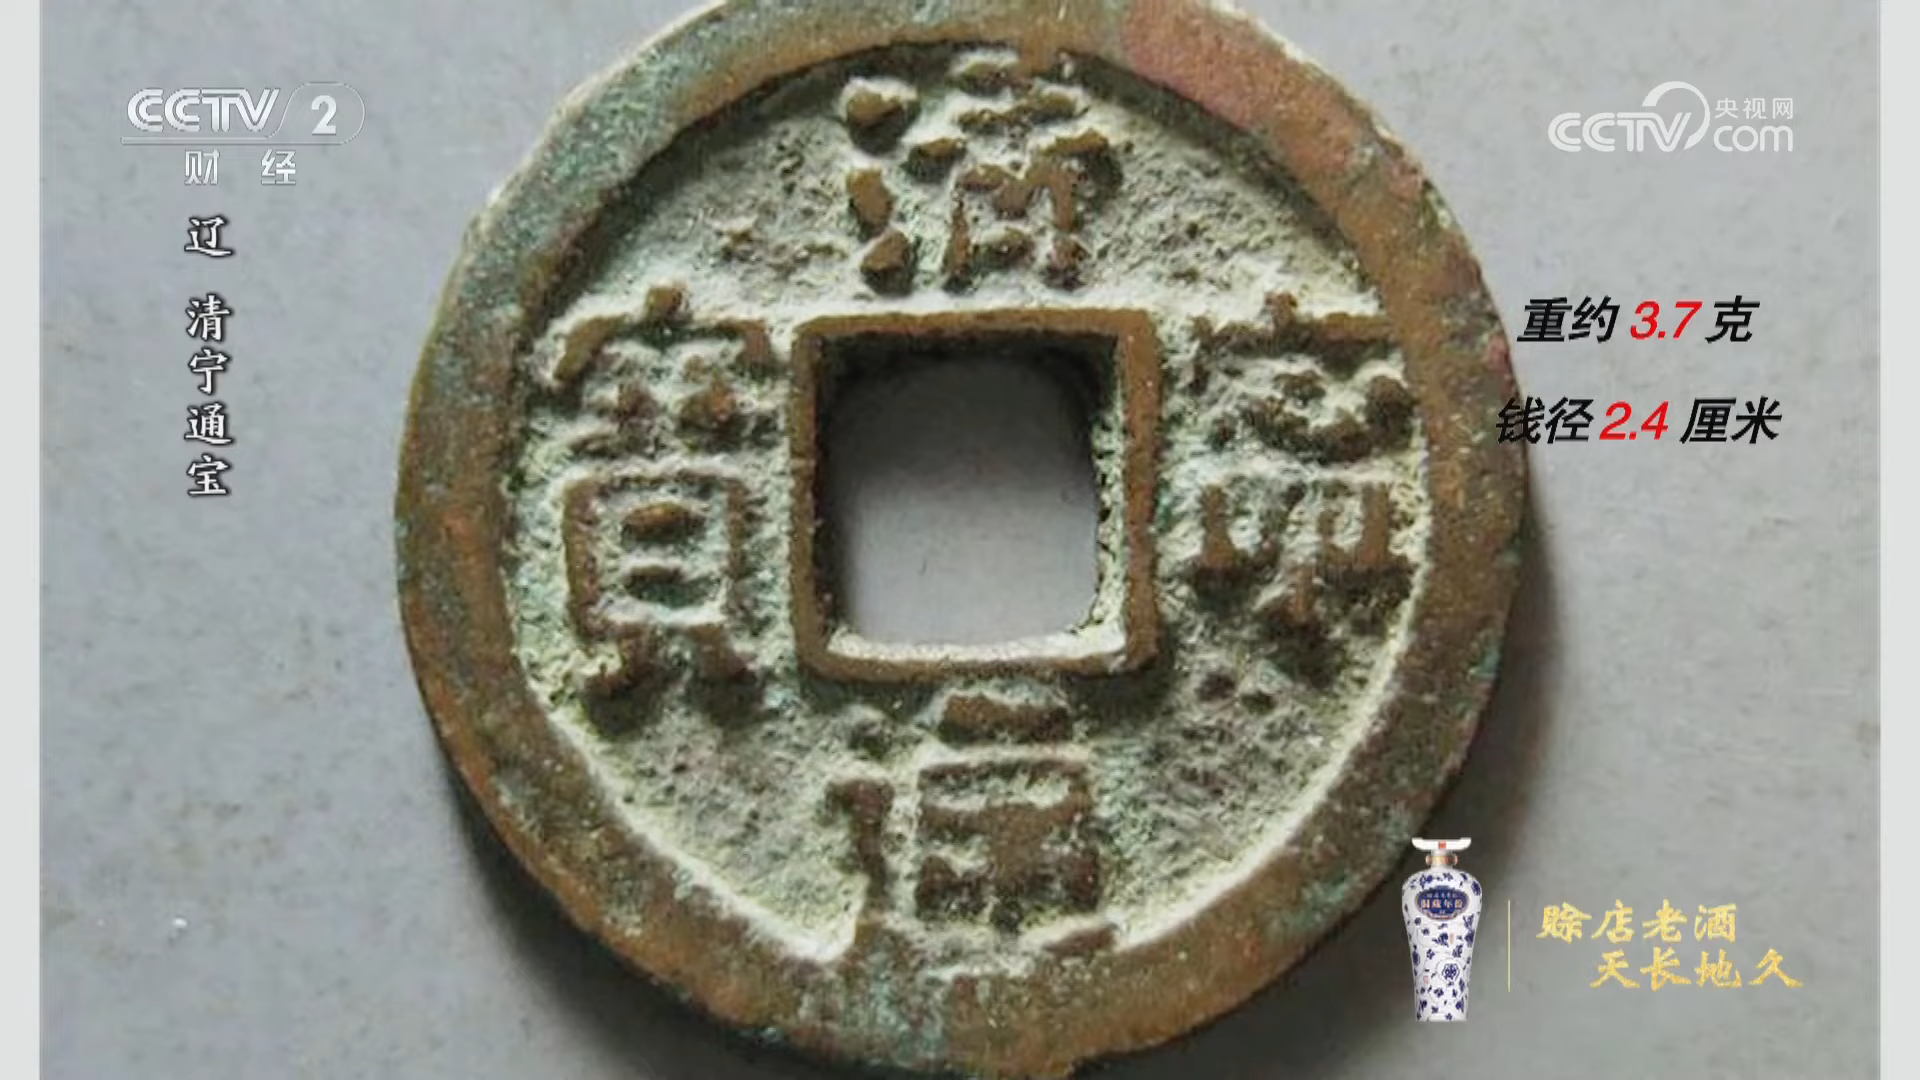 CCTV 2
财经
央视网
CCTV.com
辽 清宁通宝
重约3.7克
钱径2.4厘米
清
寧
通
寶
赊店老酒
天长地久